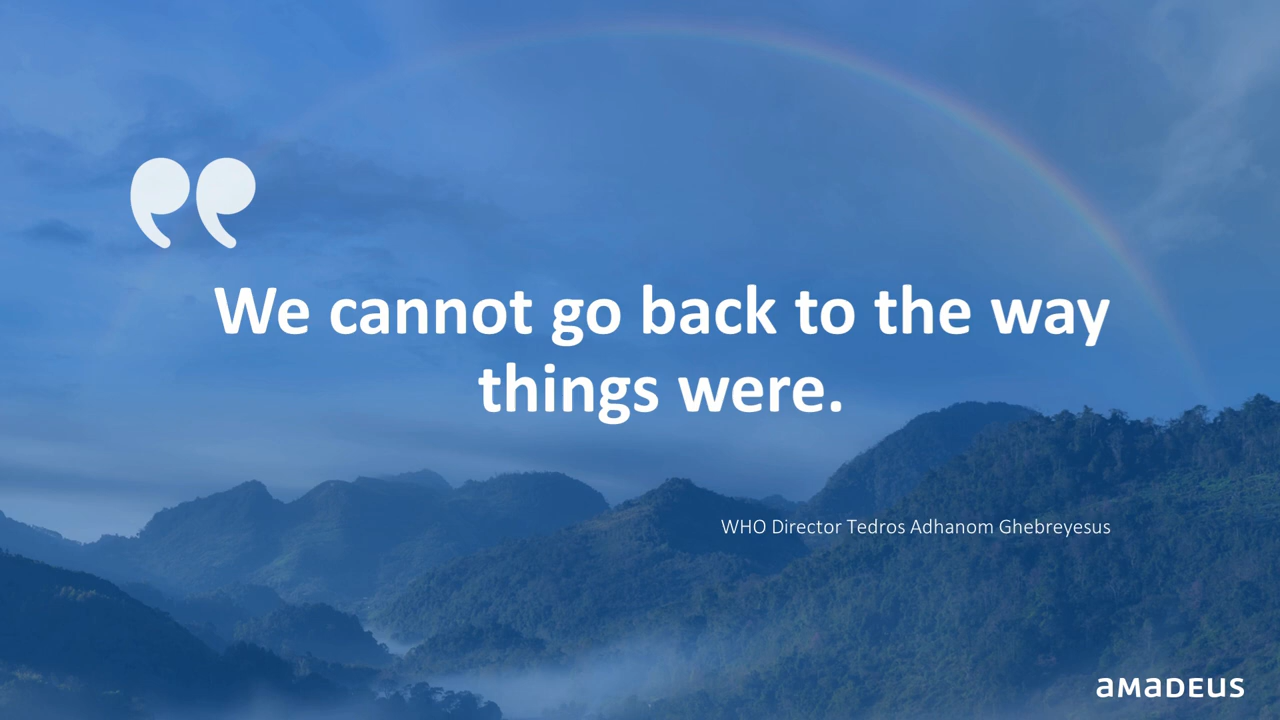 We cannot go back to the way
things were.
WHO Director Tedros Adhanom Ghebreyesus
amadeus